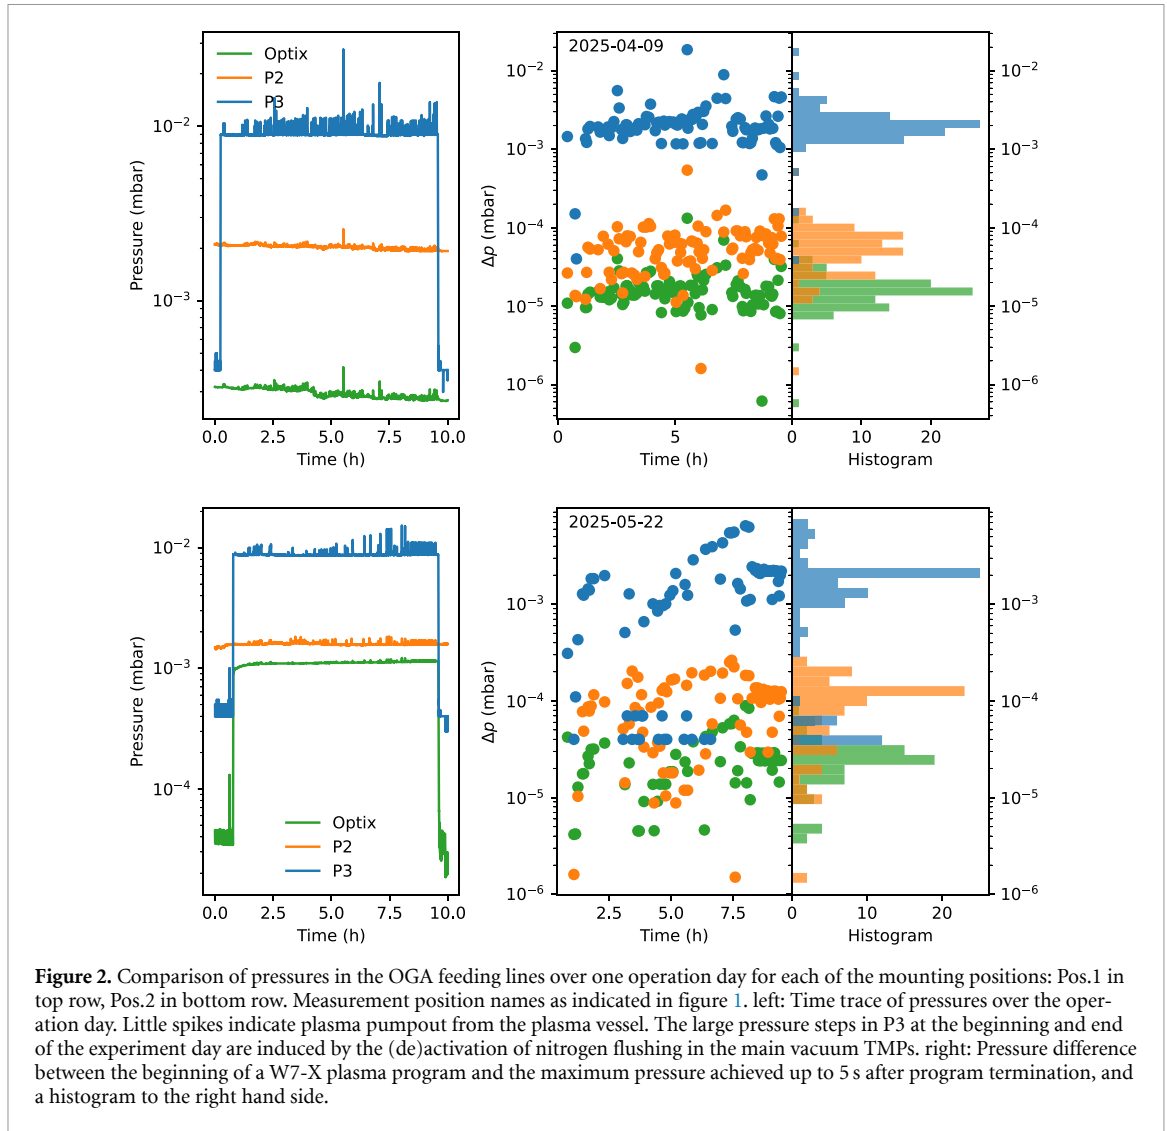 Optix
P2
P3
10⁻²
10⁻³
Pressure (mbar)
0.0 2.5 5.0 7.5 10.0
Time (h)
2025-04-09
10⁻²
10⁻³
10⁻⁴
10⁻⁵
10⁻⁶
Δp (mbar)
0 5
Time (h)
0 10 20
Histogram
10⁻²
10⁻³
10⁻⁴
10⁻⁵
10⁻⁶
10⁻²
10⁻³
10⁻⁴
Pressure (mbar)
Optix
P2
P3
0.0 2.5 5.0 7.5 10.0
Time (h)
2025-05-22
10⁻³
10⁻⁴
10⁻⁵
10⁻⁶
Δp (mbar)
2.5 5.0 7.5
Time (h)
0 10 20
Histogram
10⁻³
10⁻⁴
10⁻⁵
10⁻⁶
Figure 2. Comparison of pressures in the OGA feeding lines over one operation day for each of the mounting positions: Pos.1 in
top row, Pos.2 in bottom row. Measurement position names as indicated in figure 1. left: Time trace of pressures over the oper-
ation day. Little spikes indicate plasma pumpout from the plasma vessel. The large pressure steps in P3 at the beginning and end
of the experiment day are induced by the (de)activation of nitrogen flushing in the main vacuum TMPs. right: Pressure difference
between the beginning of a W7-X plasma program and the maximum pressure achieved up to 5 s after program termination, and
a histogram to the right hand side.